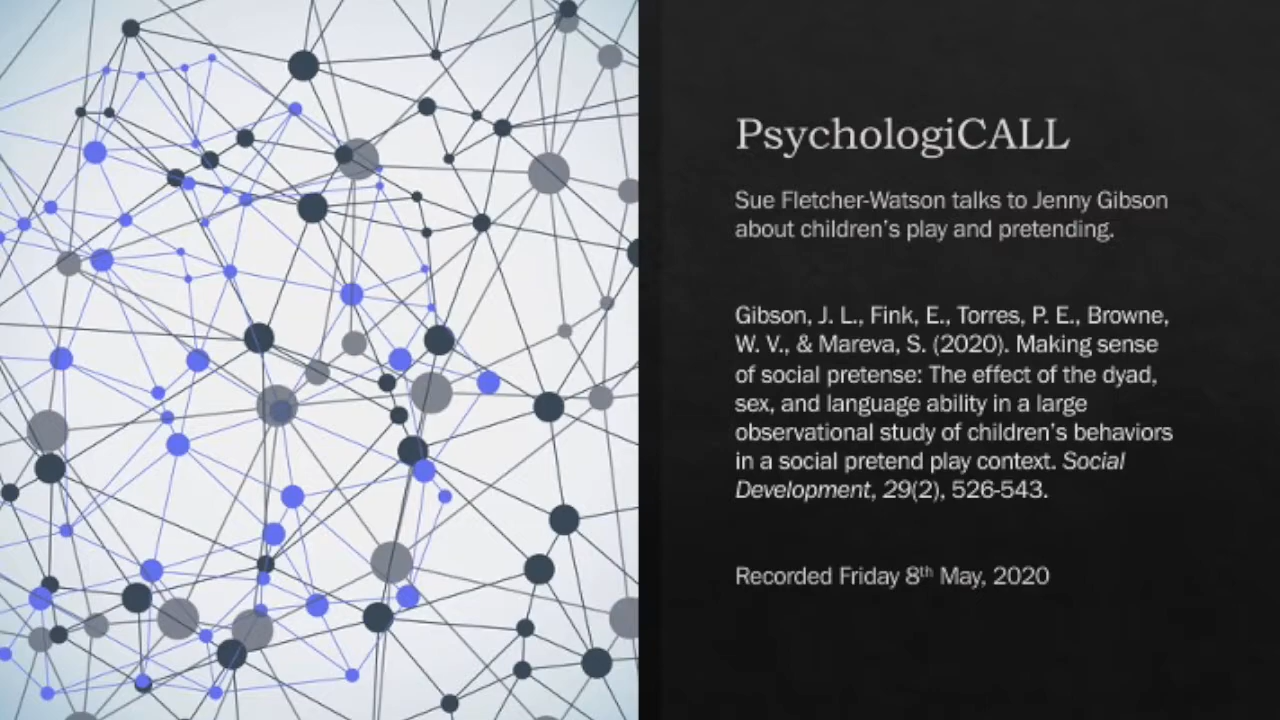 PsychologiCALL
Sue Fletcher-Watson talks to Jenny Gibson
about children’s play and pretending.
Gibson, J. L., Fink, E., Torres, P. E., Browne,
W. V., & Mareva, S. (2020). Making sense
of social pretense: The effect of the dyad,
sex, and language ability in a large
observational study of children’s behaviors
in a social pretend play context. Social
Development, 29(2), 526-543.
Recorded Friday 8th May, 2020